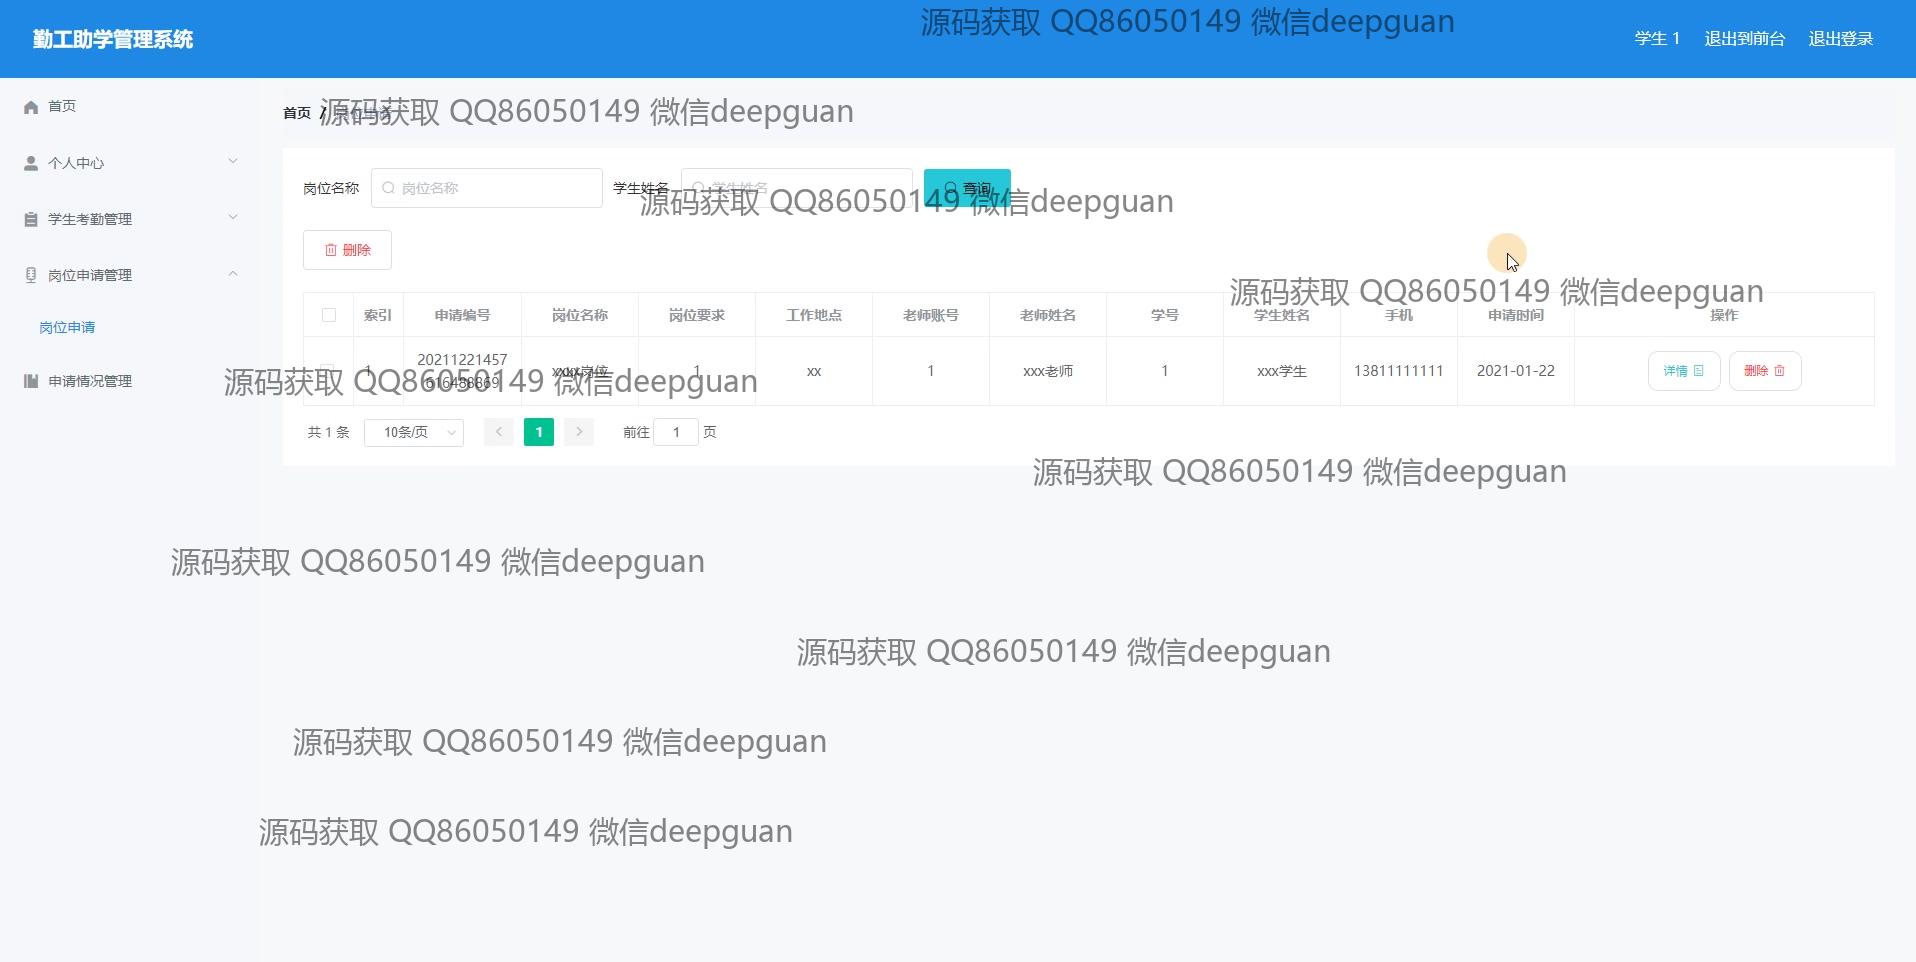 源码获取 QQ86050149 微信deepguan
勤工助学管理系统
学生 1 退出到前台 退出登录
首页
源码获取 QQ86050149 微信deepguan
首页 / 岗位申请
个人中心
岗位名称 岗位名称 学生姓名 学生姓名 查询
源码获取 QQ86050149 微信deepguan
学生考勤管理
删除
岗位申请管理
源码获取 QQ86050149 微信deepguan
索引 申请编号 岗位名称 岗位要求 工作地点 老师账号 老师姓名 学号 学生姓名 手机 申请时间 操作
岗位申请
1 20211221457 xxxx岗位 1 xx 1 xxx老师 1 xxx学生 13811111111 2021-01-22 详情 删除
616488869
源码获取 QQ86050149 微信deepguan
申请情况管理
共 1 条 10条/页 1 前往 1 页
源码获取 QQ86050149 微信deepguan
源码获取 QQ86050149 微信deepguan
源码获取 QQ86050149 微信deepguan
源码获取 QQ86050149 微信deepguan
源码获取 QQ86050149 微信deepguan